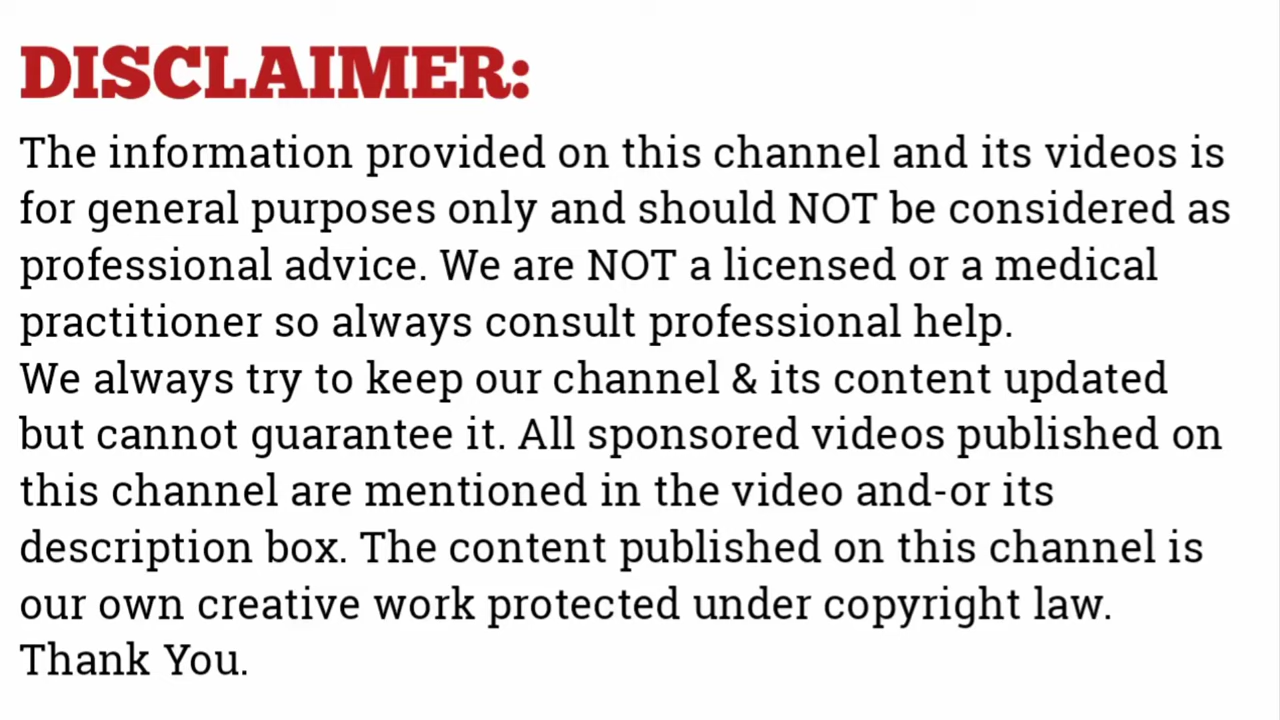 DISCLAIMER:
The information provided on this channel and its videos is
for general purposes only and should NOT be considered as
professional advice. We are NOT a licensed or a medical
practitioner so always consult professional help.
We always try to keep our channel & its content updated
but cannot guarantee it. All sponsored videos published on
this channel are mentioned in the video and-or its
description box. The content published on this channel is
our own creative work protected under copyright law.
Thank You.